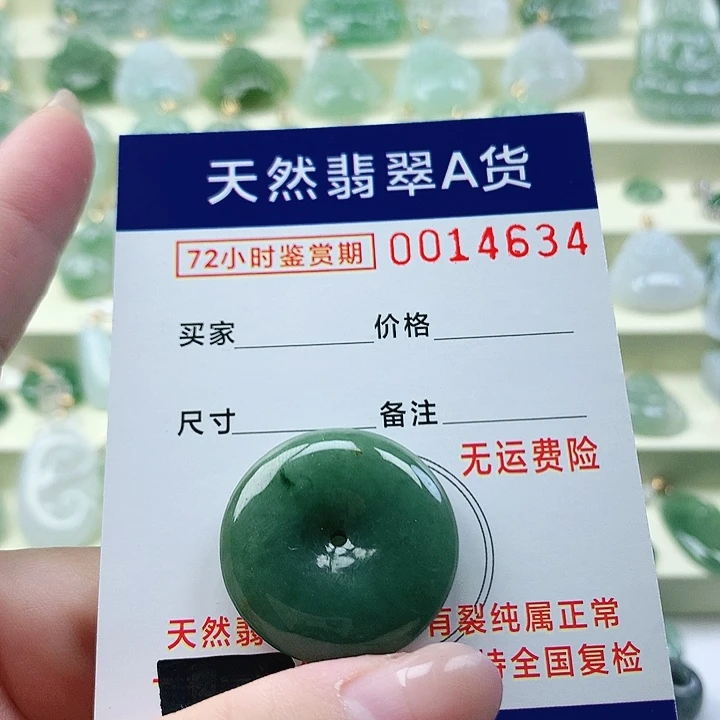 天然翡翠A货
72小时鉴赏期 0014634
买家 价格
尺寸 备注
无运费险
天然翡 有裂纯属正常
持全国复检